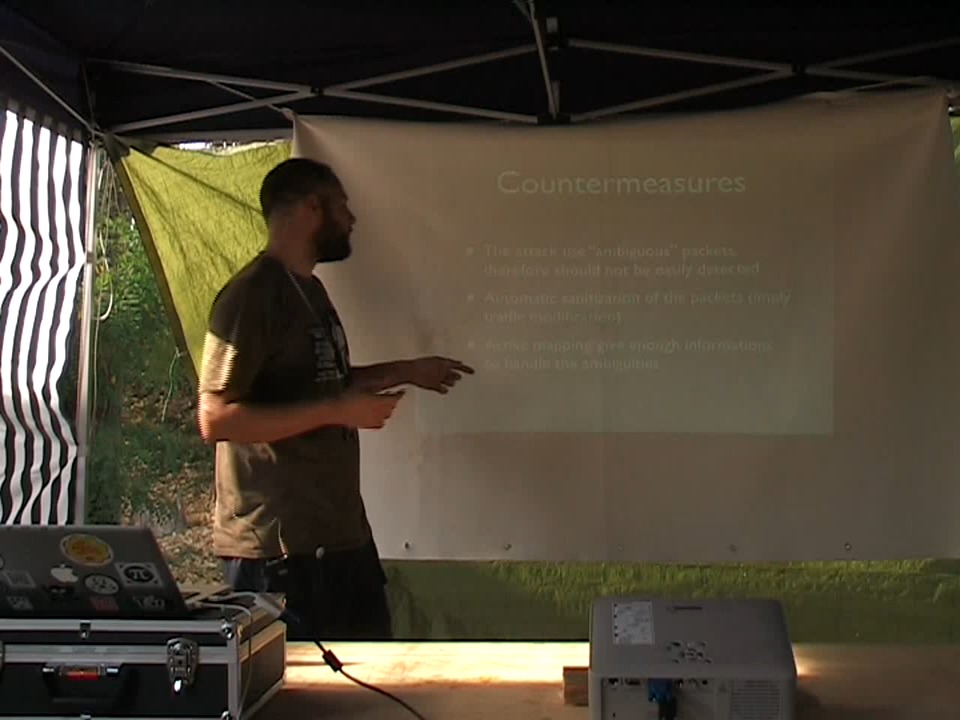 Countermeasures
The attack use "ambiguous" packets,
therefore should not be easily detected
Automatic sanitization of the packets (imply
traffic modification)
Active mapping give enough informations
to handle the ambiguities
π